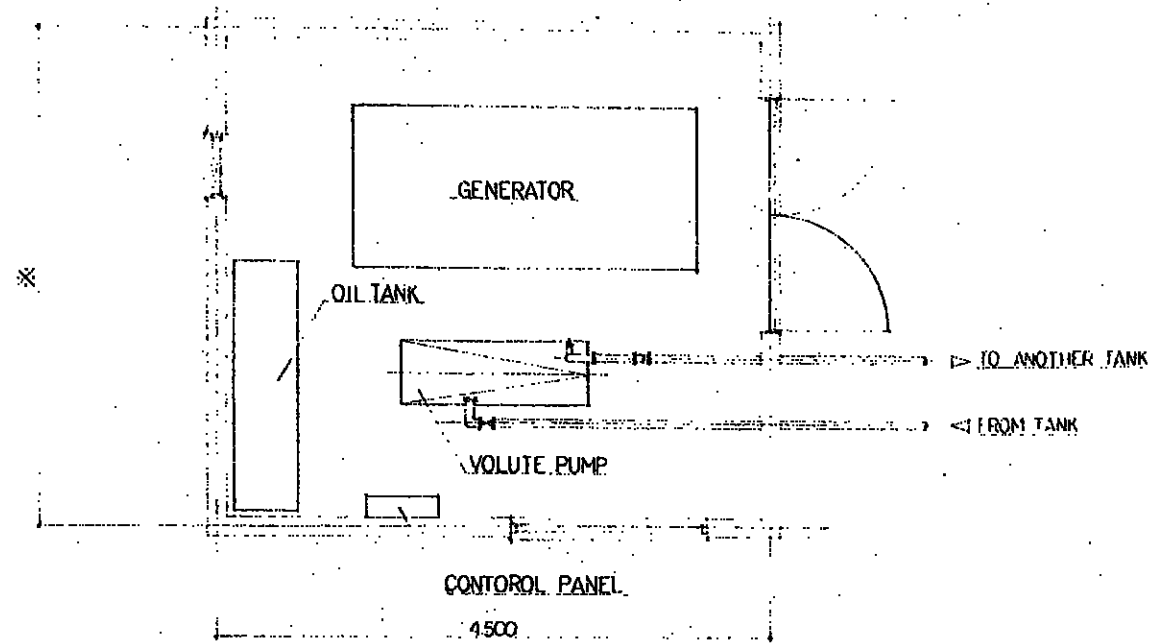 GENERATOR
※
OIL TANK
TO ANOTHER TANK
FROM TANK
VOLUTE PUMP
CONTOROL PANEL
4500